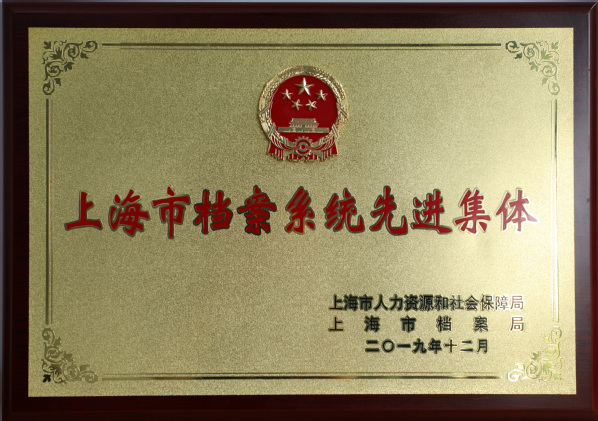 上海市档案系统先进集体
上海市人力资源和社会保障局
上海市档案局
二〇一九年十二月